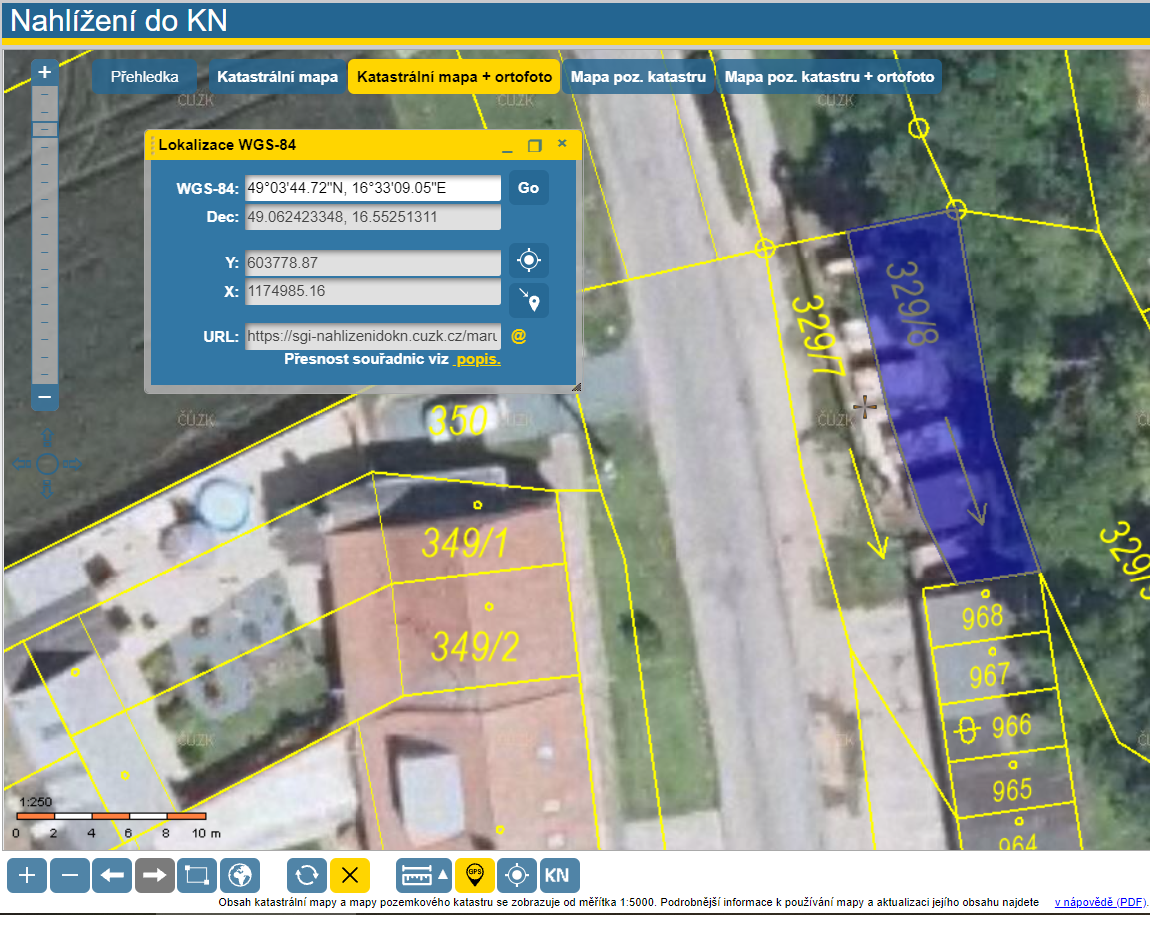 Nahlížení do KN
Přehledka
Katastrální mapa
Katastrální mapa + ortofoto
Mapa poz. katastru
Mapa poz. katastru + ortofoto
ČÚZK
ČÚZK
ČÚZK
Lokalizace WGS-84
WGS-84: 49°03'44.72"N, 16°33'09.05"E Go
Dec: 49.062423348, 16.55251311
Y: 603778.87
X: 1174985.16
URL: https://sgi-nahlizenidokn.cuzk.cz/maru @
Přesnost souřadnic viz popis.
329/8
329/7
350
ČÚZK
ČÚZK
ČÚZK
349/1
349/2
968
967
966
965
964
ČÚZK
ČÚZK
1:250
0 2 4 6 8 10 m
GPS
KN
Obsah katastrální mapy a mapy pozemkového katastru se zobrazuje od měřítka 1:5000. Podrobnější informace k používání mapy a aktualizaci jejího obsahu najdete v nápovědě (PDF).